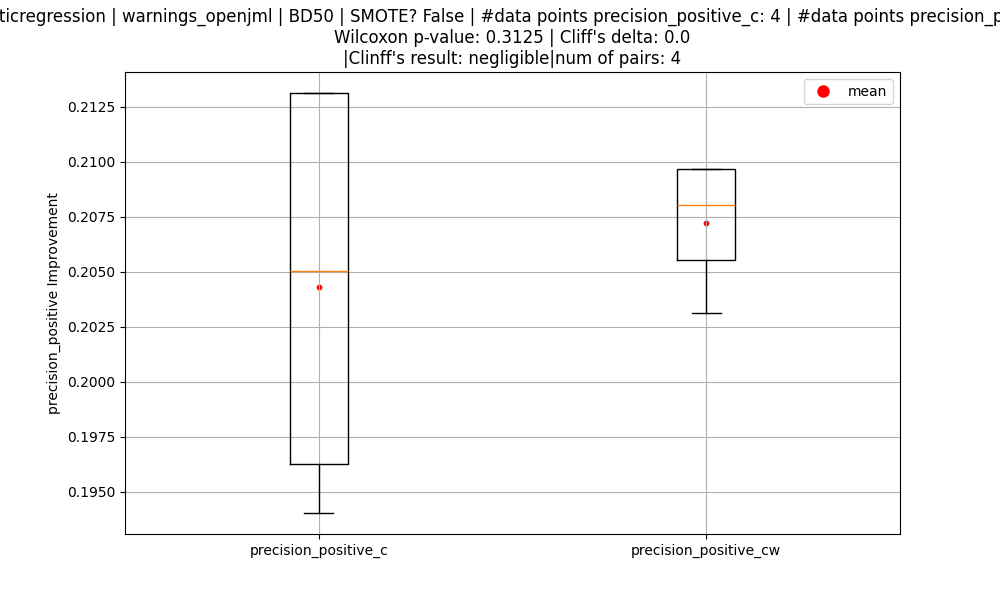 ticregression | warnings_openjml | BD50 | SMOTE? False | #data points precision_positive_c: 4 | #data points precision_p
Wilcoxon p-value: 0.3125 | Cliff's delta: 0.0
|Clinff's result: negligible|num of pairs: 4
mean
precision_positive Improvement
0.2125
0.2100
0.2075
0.2050
0.2025
0.2000
0.1975
0.1950
precision_positive_c
precision_positive_cw